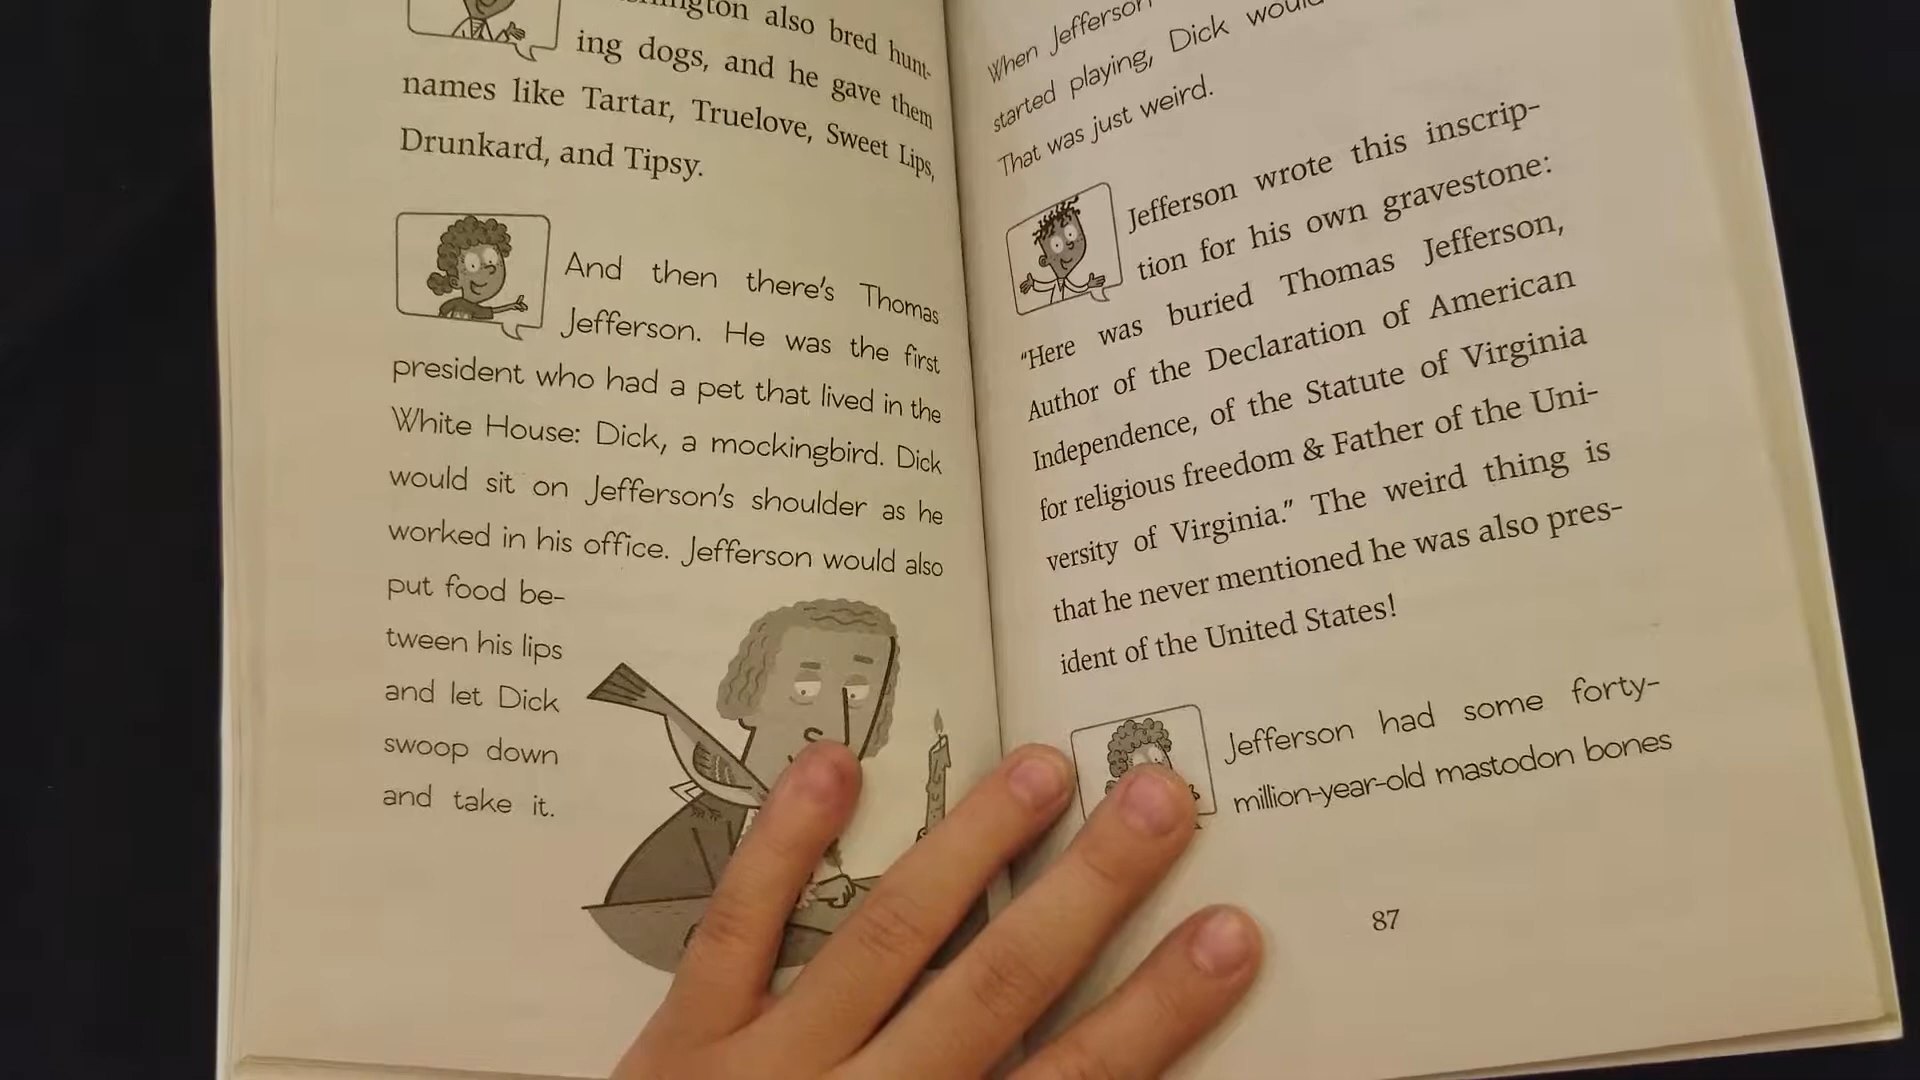 also bred hunt-
ing dogs, and he gave them
names like Tartar, Truelove, Sweet Lips,
Drunkard, and Tipsy.
And then there's Thomas
Jefferson. He was the first
president who had a pet that lived in the
White House: Dick, a mockingbird. Dick
would sit on Jefferson's shoulder as he
worked in his office. Jefferson would also
put food be-
tween his lips
and let Dick
swoop down
and take it.
When Jefferson
started playing, Dick would
That was just weird.
Jefferson wrote this inscrip-
tion for his own gravestone:
"Here was buried Thomas Jefferson,
Author of the Declaration of American
Independence, of the Statute of Virginia
for religious freedom & Father of the Uni-
versity of Virginia." The weird thing is
that he never mentioned he was also pres-
ident of the United States!
Jefferson had some forty-
million-year-old mastodon bones
87